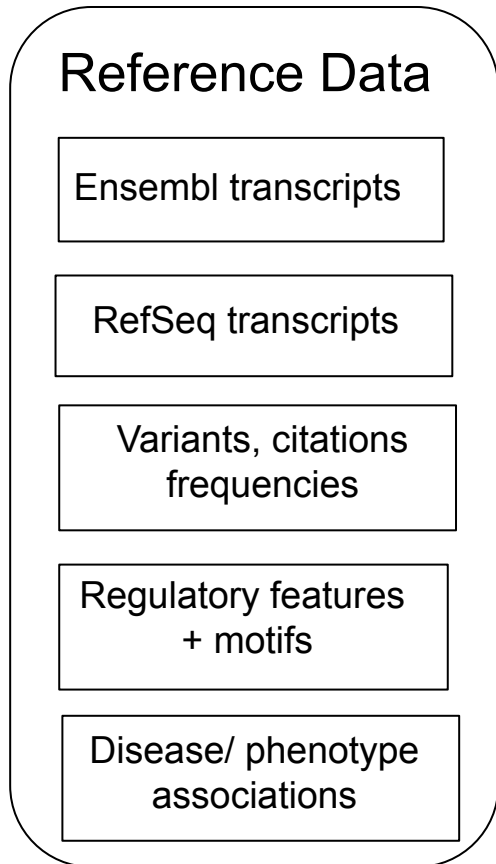 Reference Data
Ensembl transcripts
RefSeq transcripts
Variants, citations
frequencies
Regulatory features
+ motifs
Disease/ phenotype
associations